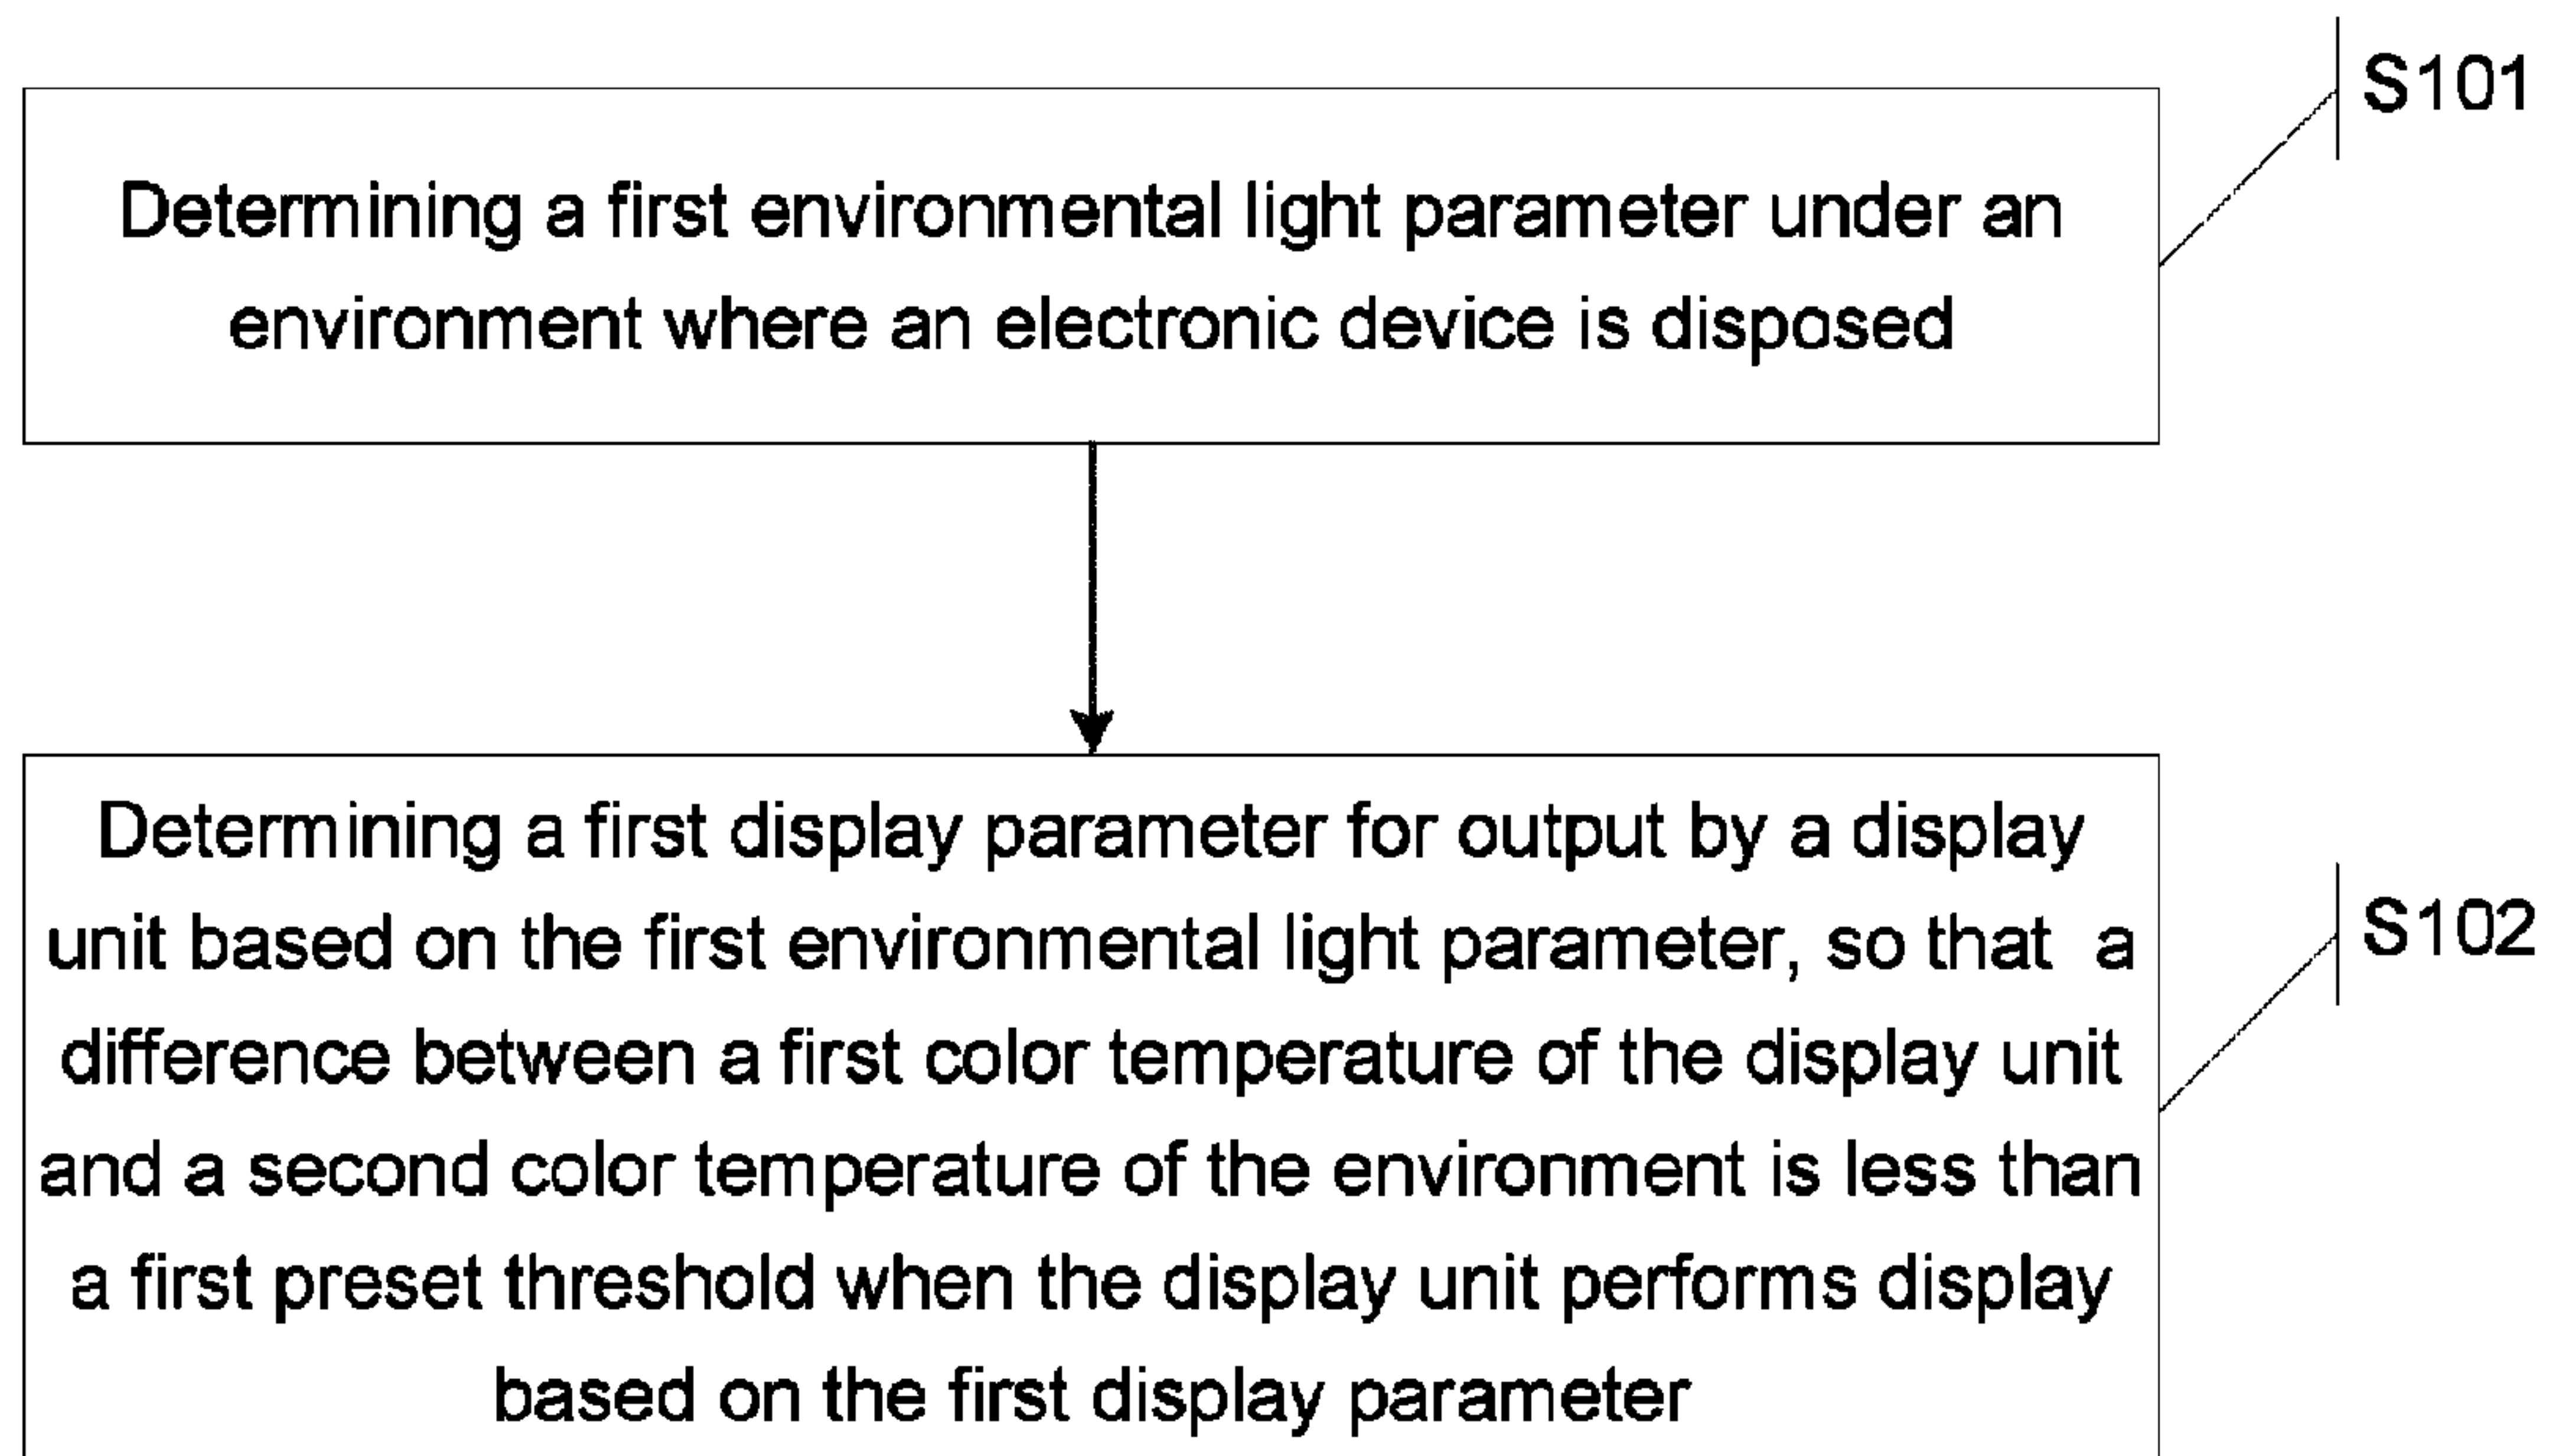 S101
Determining a first environmental light parameter under an
environment where an electronic device is disposed
Determining a first display parameter for output by a display
unit based on the first environmental light parameter, so that a
S102
difference between a first color temperature of the display unit
and a second color temperature of the environment is less than
a first preset threshold when the display unit performs display
based on the first display parameter